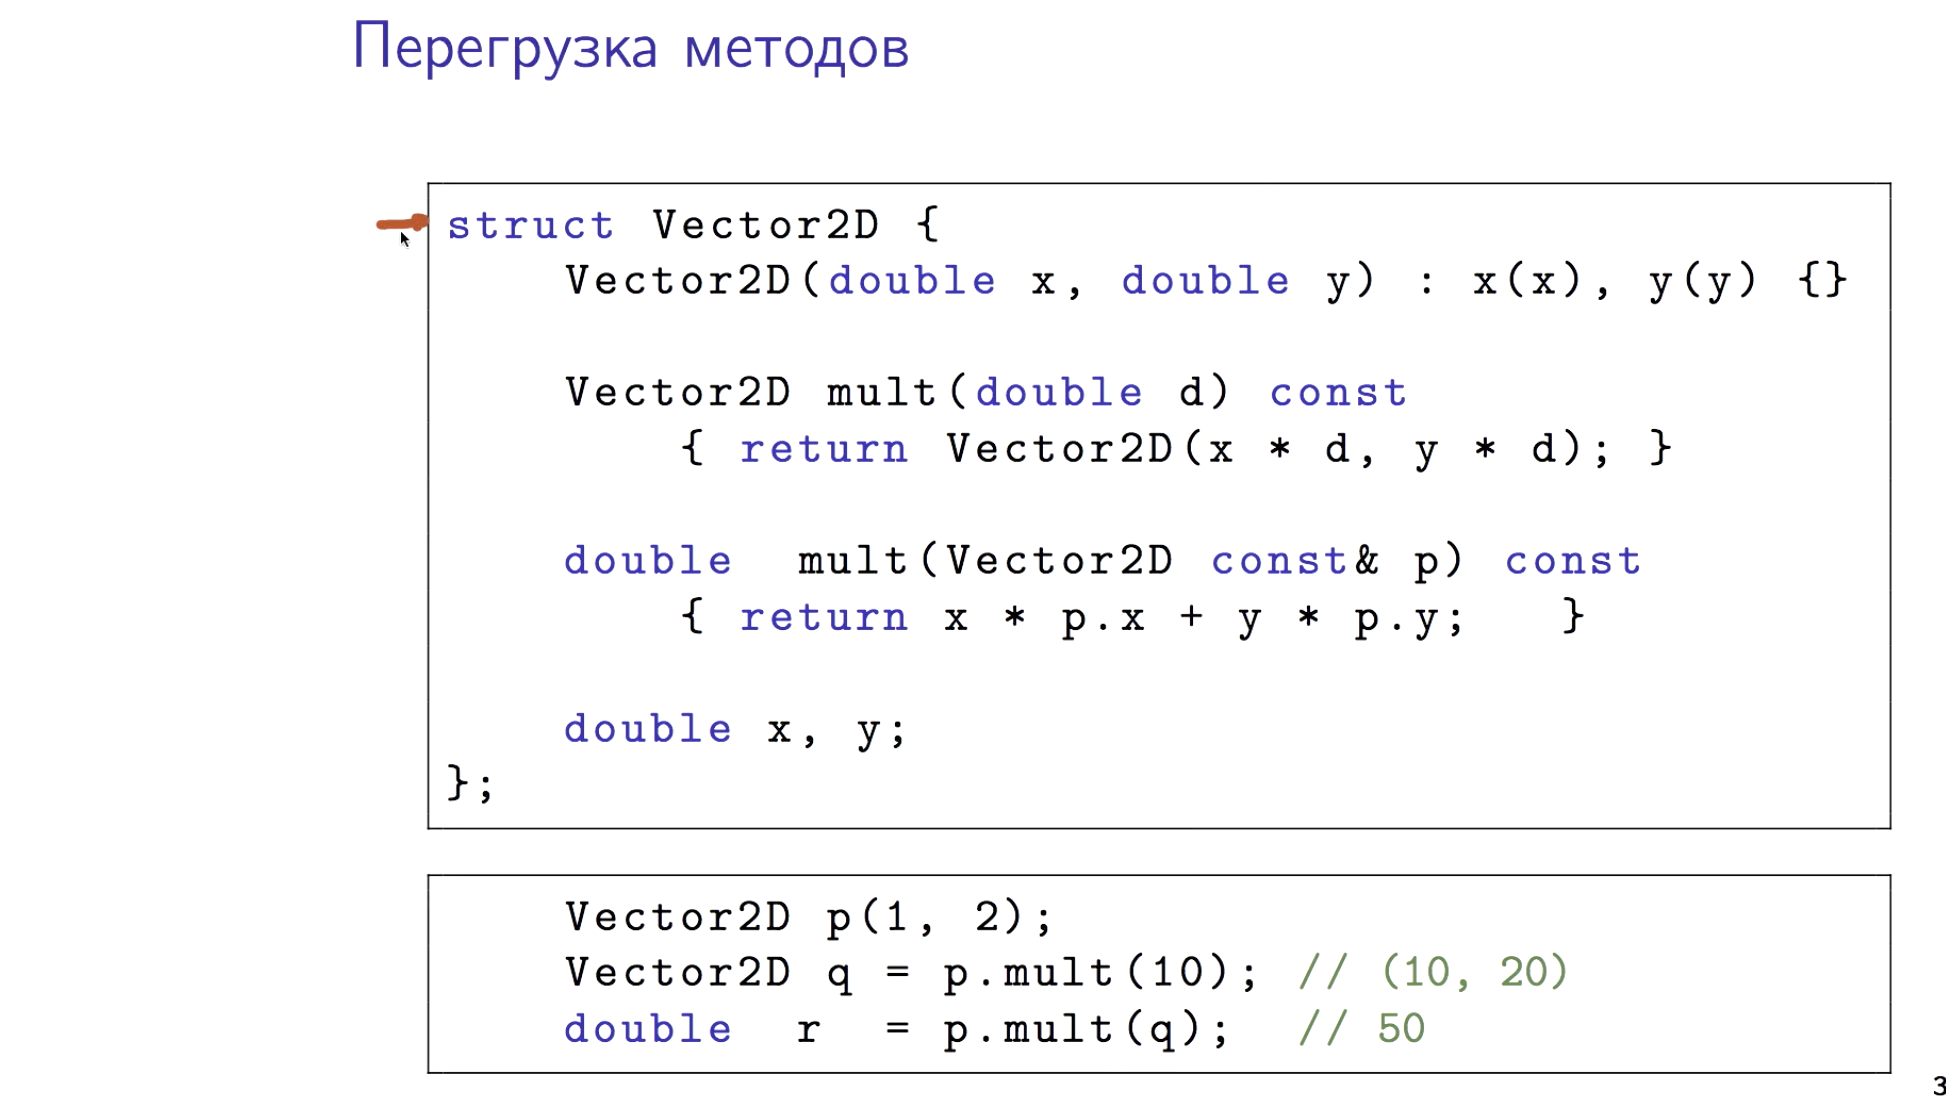 Перегрузка методов
struct Vector2D {
    Vector2D(double x, double y) : x(x), y(y) {}
    Vector2D mult(double d) const
        { return Vector2D(x * d, y * d); }
    double  mult(Vector2D const& p) const
        { return x * p.x + y * p.y;   }
    double x, y;
};
    Vector2D p(1, 2);
    Vector2D q = p.mult(10); // (10, 20)
    double  r  = p.mult(q);  // 50
3